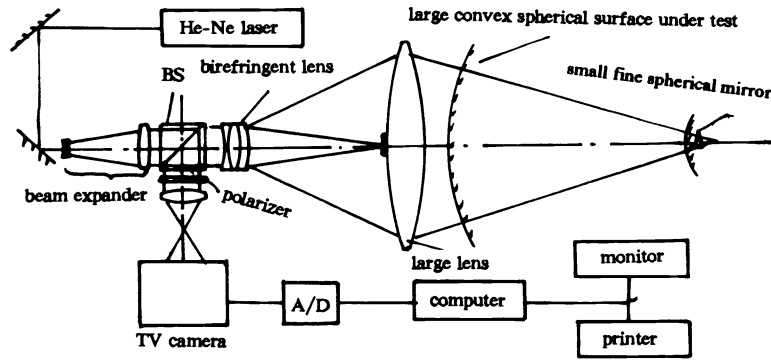 He-Ne laser
large convex spherical surface under test
BS
birefringent lens
small fine spherical mirror
beam expander
polarizer
large lens
monitor
A/D
computer
TV camera
printer